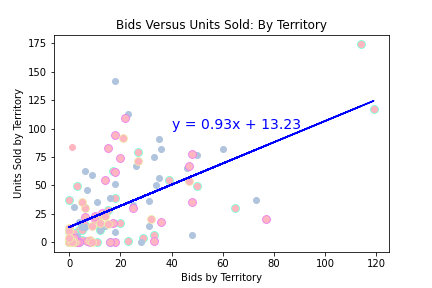 Bids Versus Units Sold: By Territory
175
150
125
100
75
50
25
0
Units Sold by Territory
y = 0.93x + 13.23
0 20 40 60 80 100 120
Bids by Territory